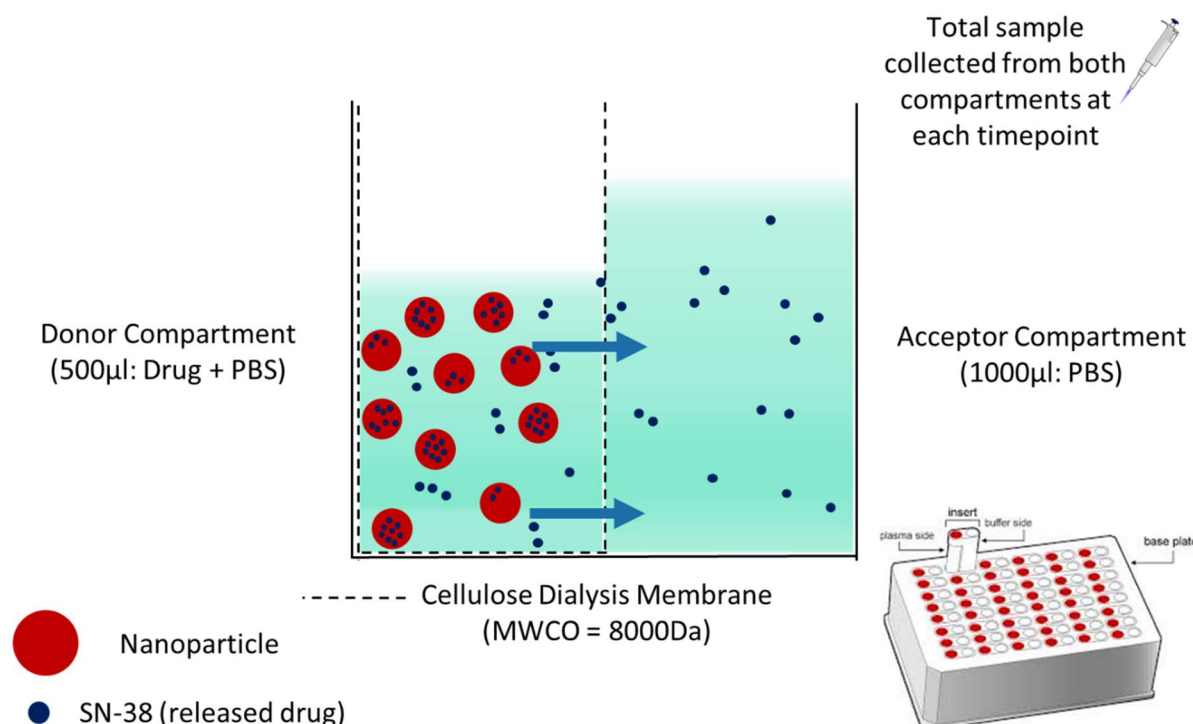 Total sample
collected from both
compartments at
each timepoint
Donor Compartment
(500µl: Drug + PBS)
Acceptor Compartment
(1000µl: PBS)
insert
plasma side
buffer side
base plate
Cellulose Dialysis Membrane
(MWCO = 8000Da)
Nanoparticle
SN-38 (released drug)